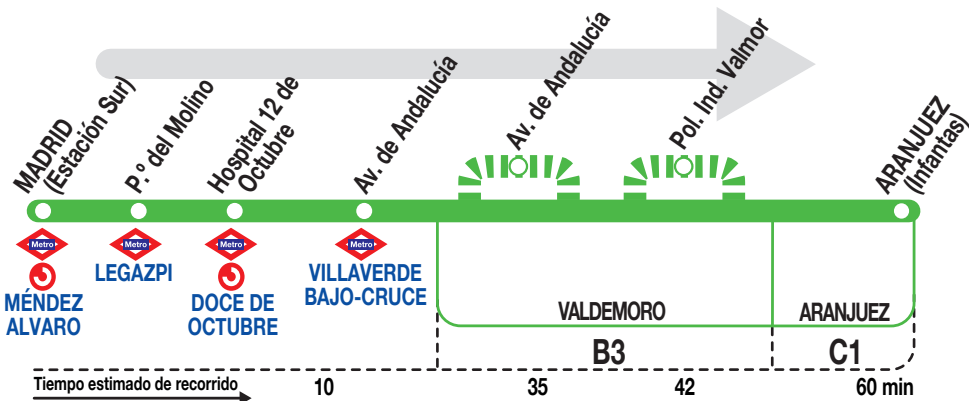 MADRID
(Estación Sur)
P.º del Molino
Hospital 12 de
Octubre
Av. de Andalucía
Av. de Andalucía
Pol. Ind. Valmor
ARANJUEZ
(Infantas)
Metro
Metro
Metro
Metro
MÉNDEZ
ALVARO
LEGAZPI
DOCE DE
OCTUBRE
VILLAVERDE
BAJO-CRUCE
VALDEMORO
ARANJUEZ
B3
C1
Tiempo estimado de recorrido
10
35
42
60 min